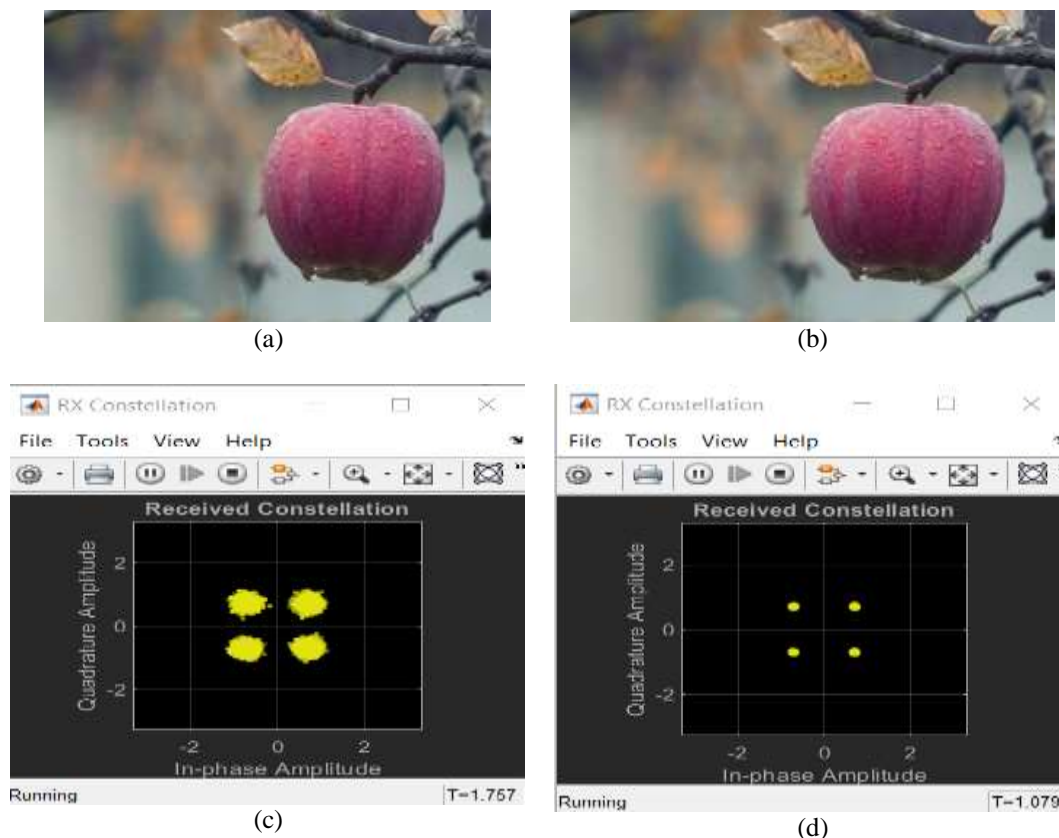 (a)
(b)
RX Constellation
File Tools View Help
Received Constellation
Quadrature Amplitude
2
0
-2
-2 0 2
In-phase Amplitude
Running T=1.757
(c)
RX Constellation
File Tools View Help
Received Constellation
Quadrature Amplitude
2
0
-2
-2 0 2
In-phase Amplitude
Running T=1.079
(d)